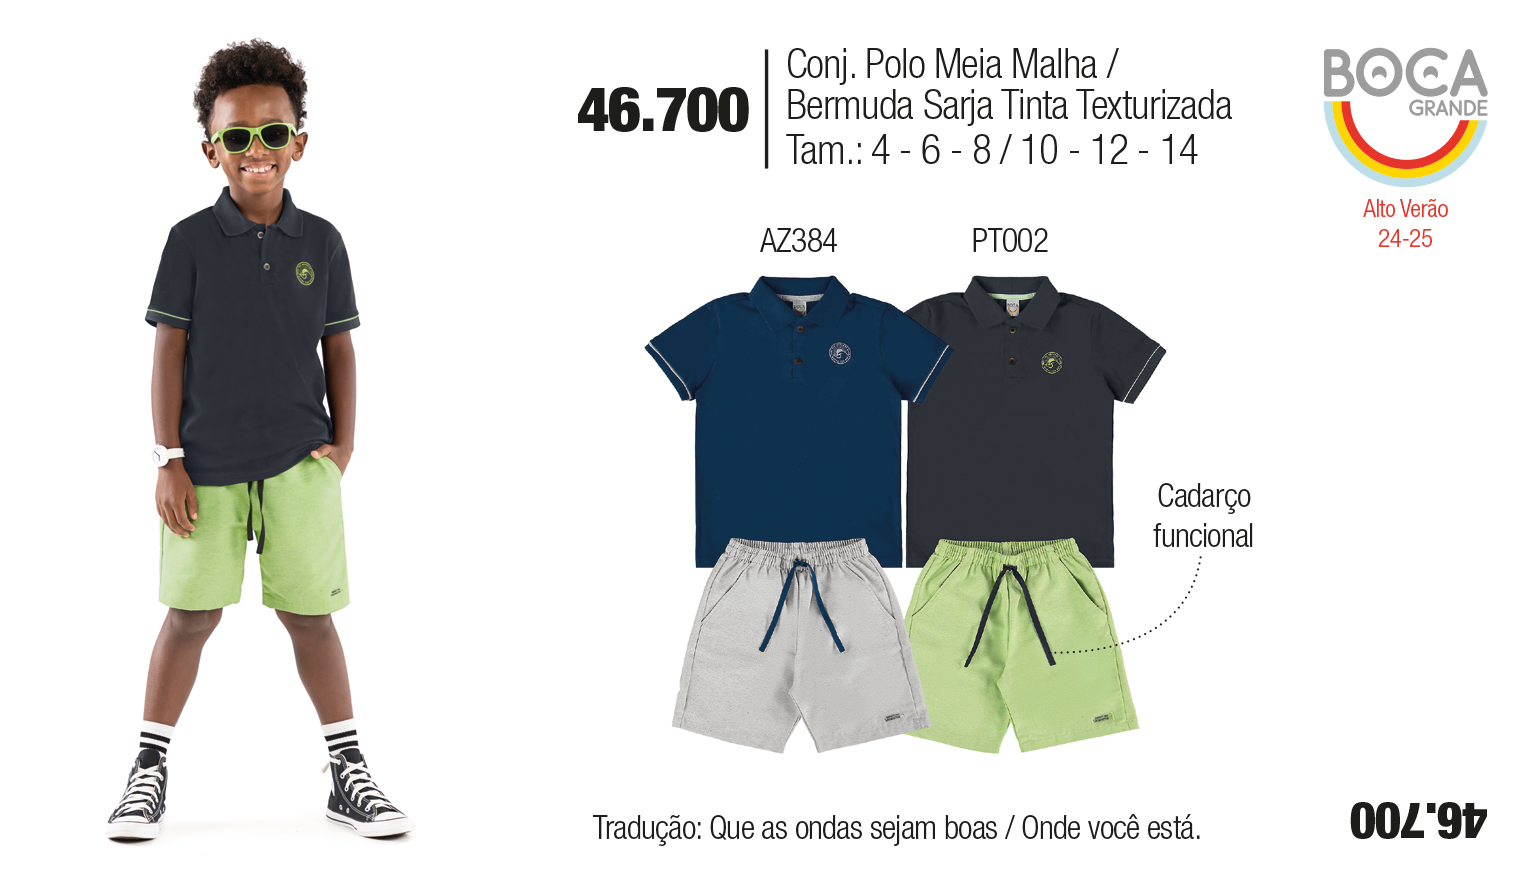 46.700
Conj. Polo Meia Malha /
Bermuda Sarja Tinta Texturizada
Tam.: 4 - 6 - 8 / 10 - 12 - 14
BOCA
GRANDE
Alto Verão
24-25
AZ384
PT002
BOCA
BOCA
Cadarço
funcional
Tradução: Que as ondas sejam boas / Onde você está.
46.700